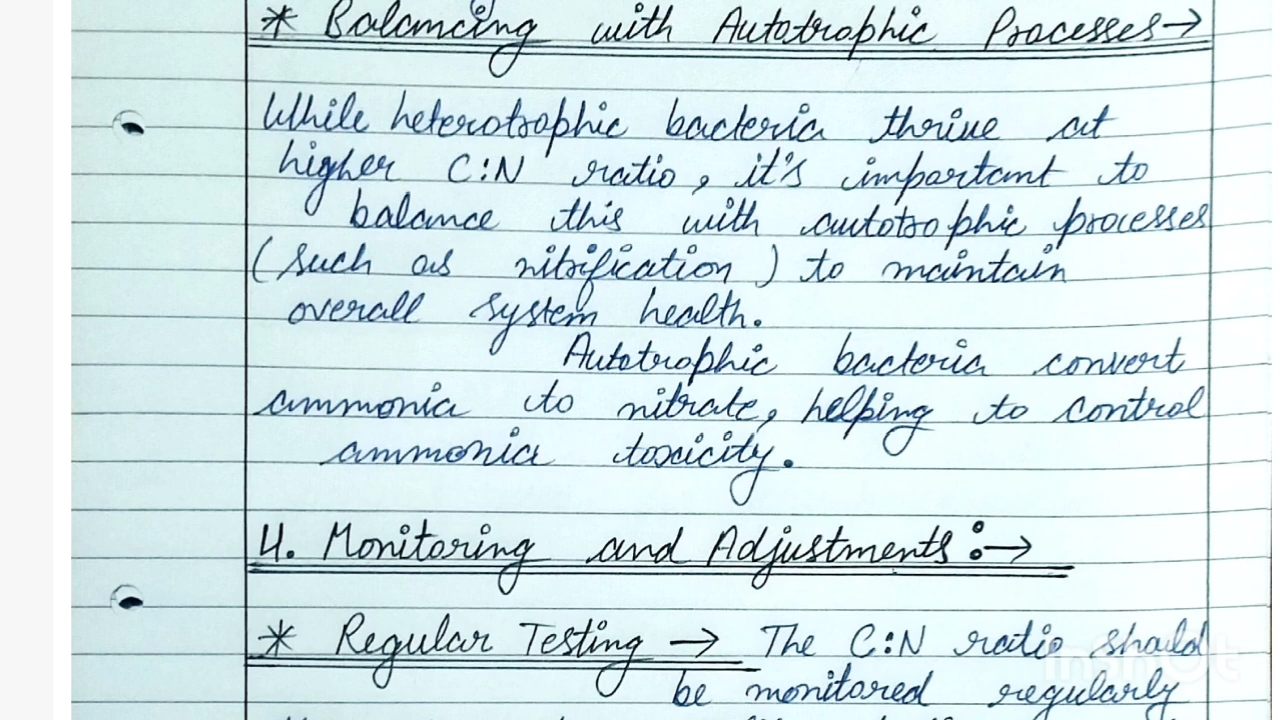 * Balancing with Autotrophic Processes→
While heterotrophic bacteria thrive at
higher C:N ratio, it's important to
balance this with autotrophic processes
(such as nitrification) to maintain
overall system health.
Autotrophic bacteria convert
ammonia to nitrate, helping to control
ammonia toxicity.
4. Monitoring and Adjustments:→
* Regular Testing → The C:N ratio should
be monitored regularly